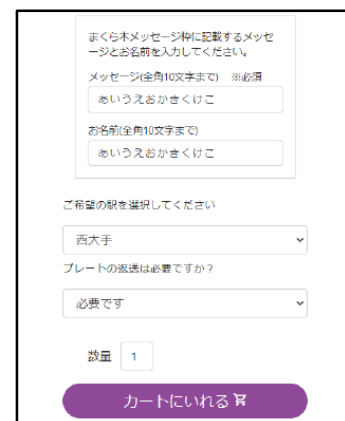 まくら木メッセージ枠に記載するメッセ
ージとお名前を入力してください。
メッセージ(全角10文字まで) ※必須
あいうえおかきくけこ
お名前(全角10文字まで)
あいうえおかきくけこ
ご希望の駅を選択してください
西大手
プレートの返送は必要ですか？
必要です
数量 1
カートにいれる